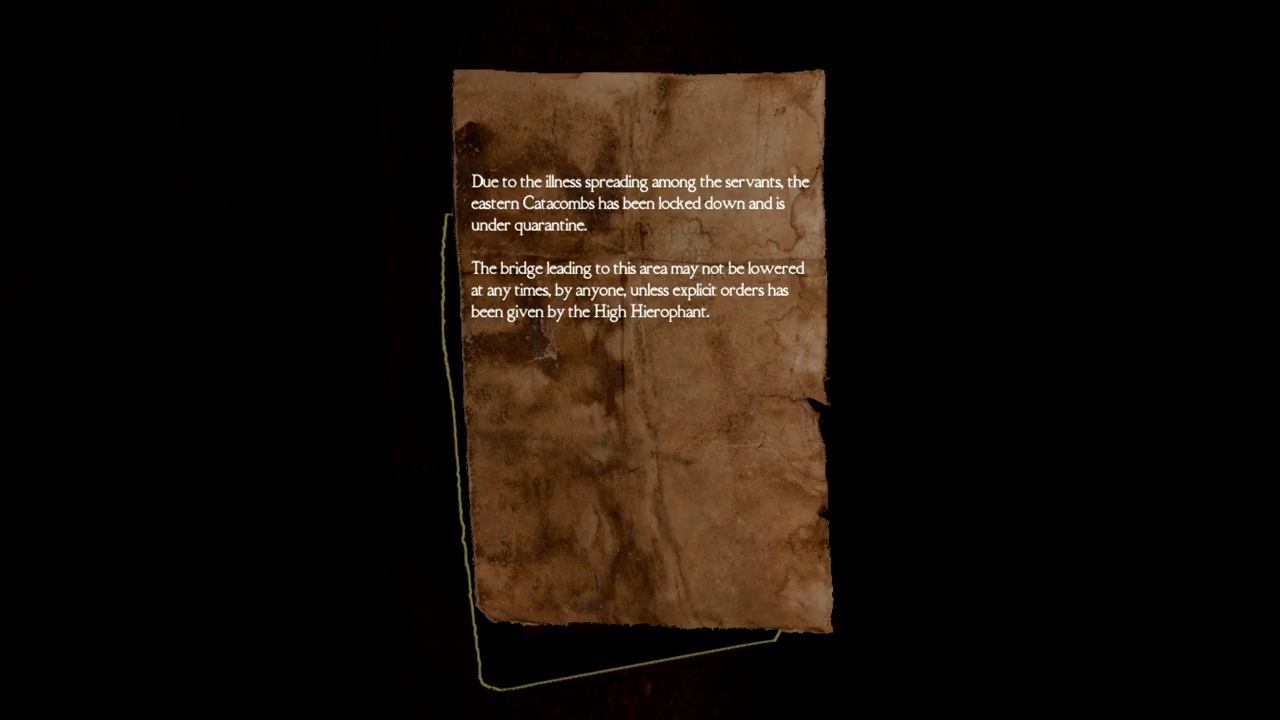 Due to the illness spreading among the servants, the
eastern Catacombs has been locked down and is
under quarantine.
The bridge leading to this area may not be lowered
at any times, by anyone, unless explicit orders has
been given by the High Hierophant.